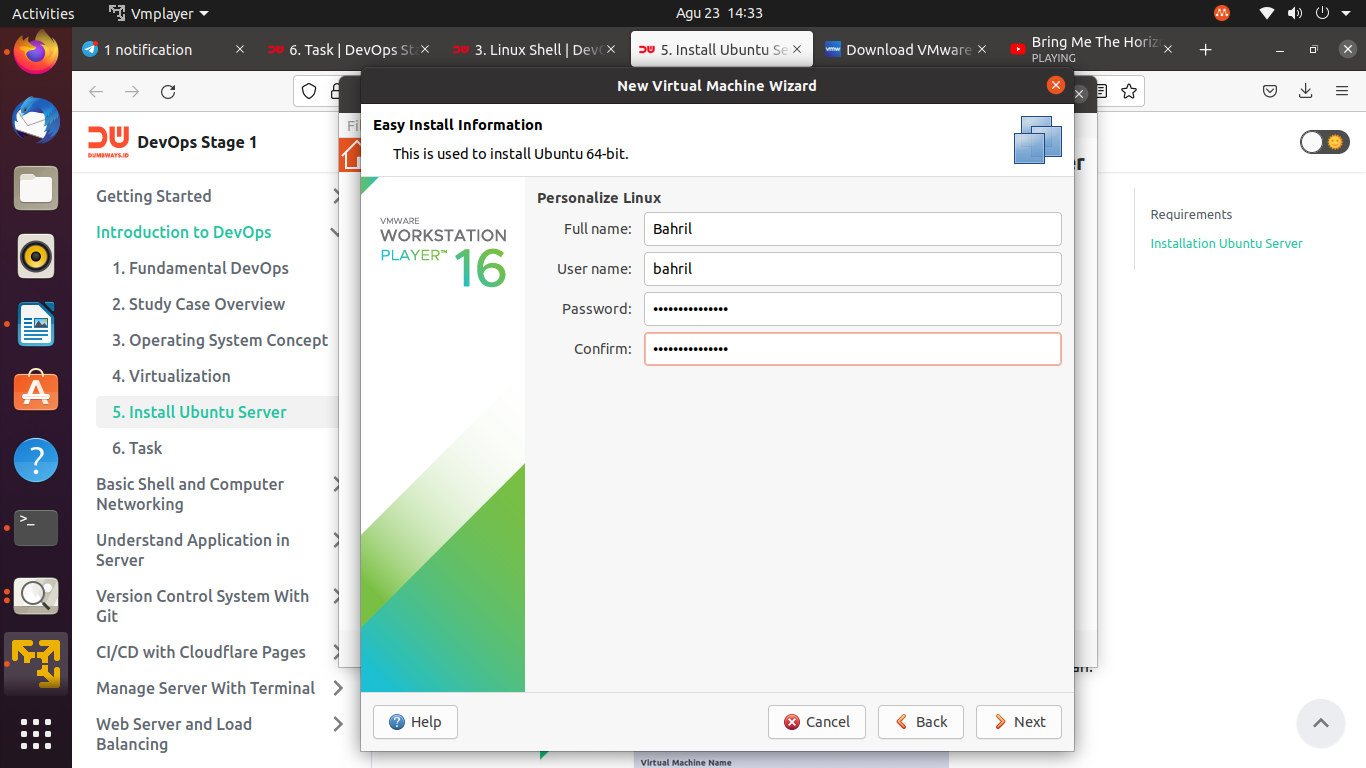 Activities
Vmplayer
Agu 23 14:33
1 notification
6. Task | DevOps Sta
3. Linux Shell | DevO
5. Install Ubuntu Se
vmw
Download VMware
Bring Me The Horiz
PLAYING
New Virtual Machine Wizard
Easy Install Information
This is used to install Ubuntu 64-bit.
DUMBWAYS.ID
DevOps Stage 1
Fi
er
Getting Started
Introduction to DevOps
1. Fundamental DevOps
2. Study Case Overview
3. Operating System Concept
4. Virtualization
5. Install Ubuntu Server
6. Task
Basic Shell and Computer
Networking
Understand Application in
Server
Version Control System With
Git
CI/CD with Cloudflare Pages
Manage Server With Terminal
Web Server and Load
Balancing
VMWARE
WORKSTATION
PLAYER™ 16
Personalize Linux
Full name: Bahril
User name: bahril
Password: •••••••••••••••
Confirm: •••••••••••••••
Requirements
Installation Ubuntu Server
Help
Cancel
Back
Next
Virtual Machine Name